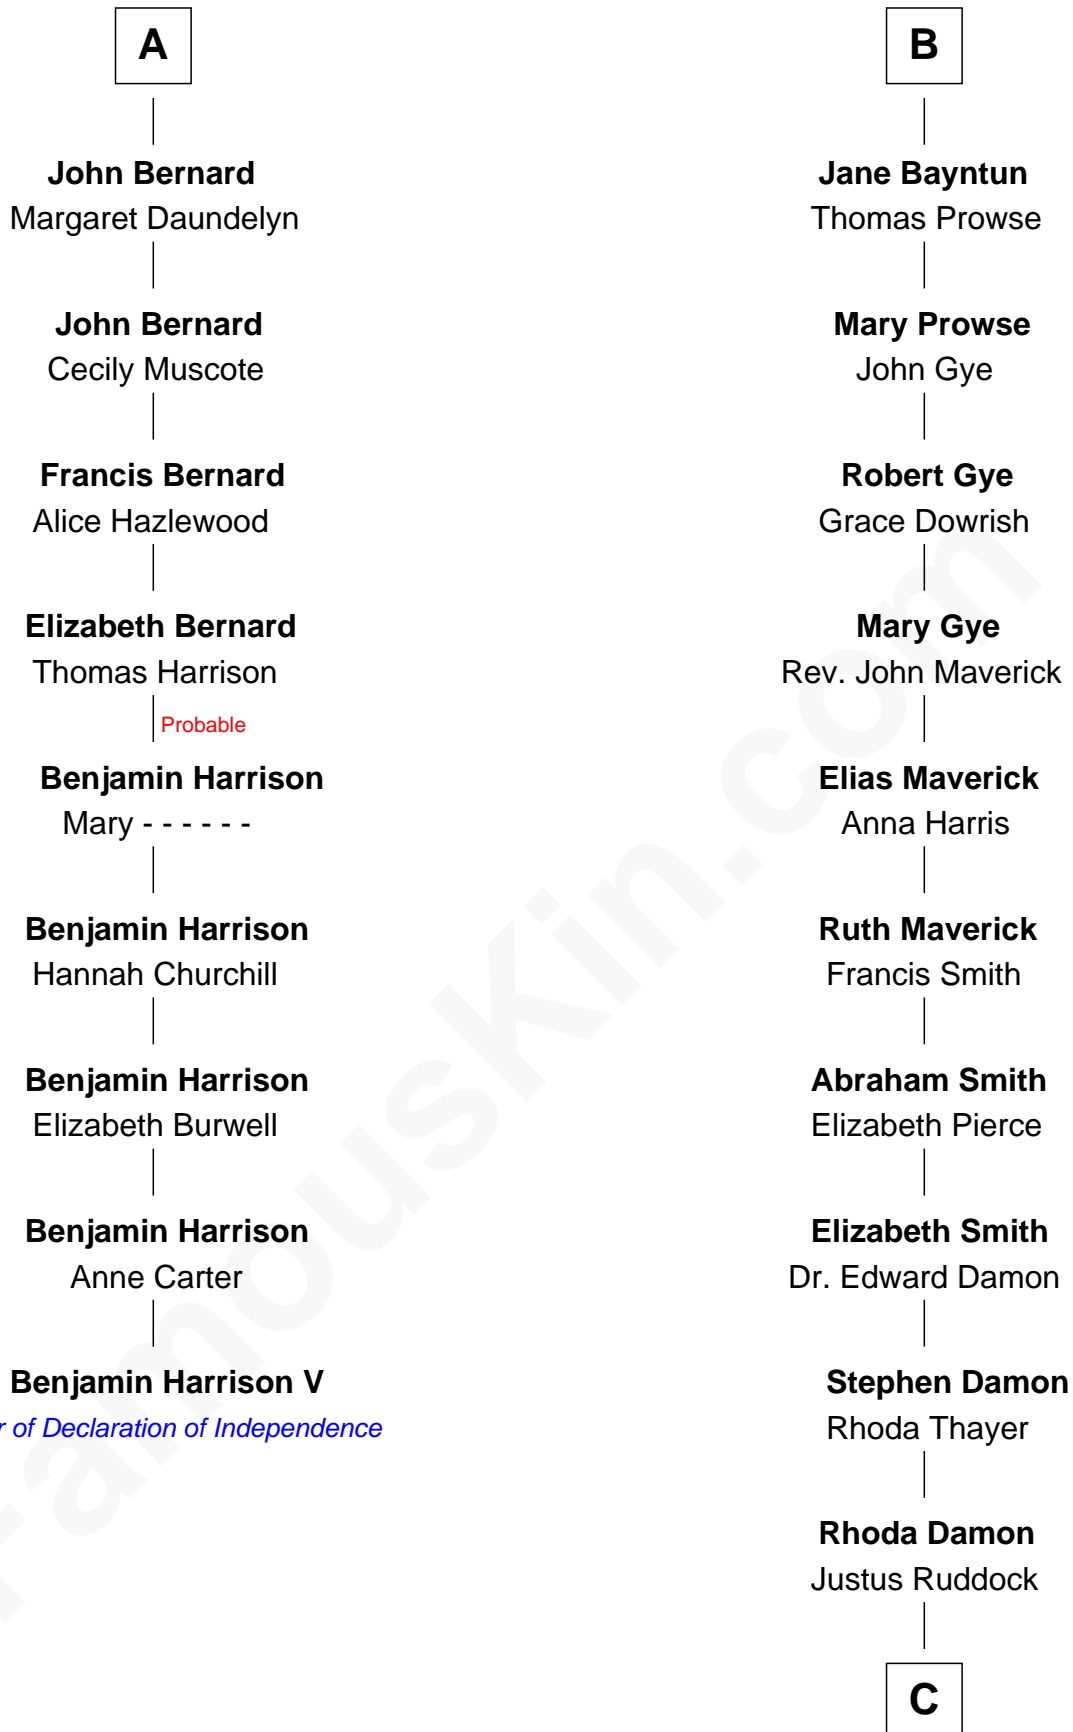 A
John Bernard
Margaret Daundelyn
John Bernard
Cecily Muscote
Francis Bernard
Alice Hazlewood
Elizabeth Bernard
Thomas Harrison
Probable
Benjamin Harrison
Mary - - - - - -
Benjamin Harrison
Hannah Churchill
Benjamin Harrison
Elizabeth Burwell
Benjamin Harrison
Anne Carter
Benjamin Harrison V
r of Declaration of Independence
B
Jane Bayntun
Thomas Prowse
Mary Prowse
John Gye
Robert Gye
Grace Dowrish
Mary Gye
Rev. John Maverick
Elias Maverick
Anna Harris
Ruth Maverick
Francis Smith
Abraham Smith
Elizabeth Pierce
Elizabeth Smith
Dr. Edward Damon
Stephen Damon
Rhoda Thayer
Rhoda Damon
Justus Ruddock
C
FamousKin.com